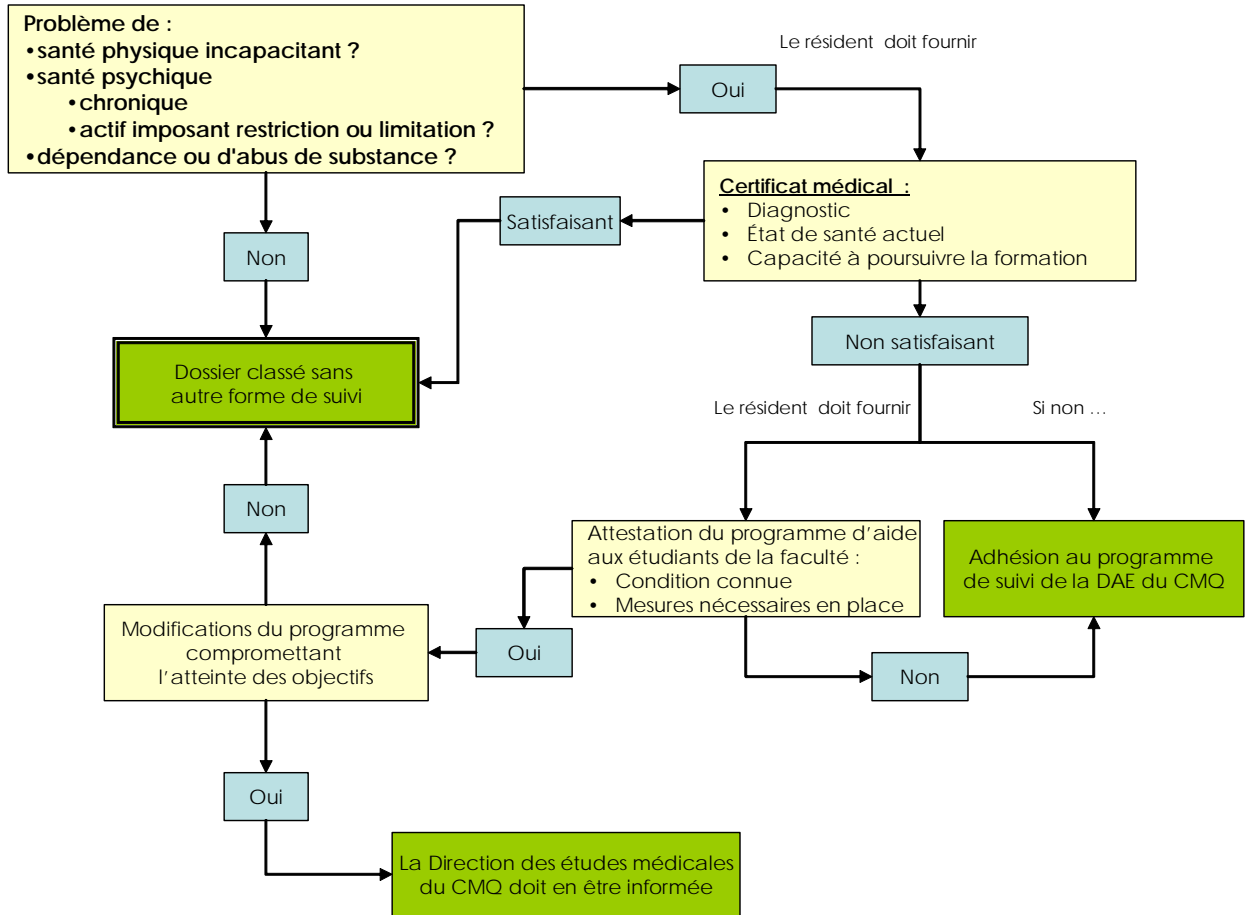 Problème de :
•santé physique incapacitant ?
•santé psychique
•chronique
•actif imposant restriction ou limitation ?
•dépendance ou d'abus de substance ?
Le résident doit fournir
Oui
Certificat médical :
• Diagnostic
• État de santé actuel
• Capacité à poursuivre la formation
Satisfaisant
Non
Non satisfaisant
Dossier classé sans
autre forme de suivi
Le résident doit fournir
Si non …
Non
Attestation du programme d'aide
aux étudiants de la faculté :
• Condition connue
• Mesures nécessaires en place
Adhésion au programme
de suivi de la DAE du CMQ
Modifications du programme
compromettant
l'atteinte des objectifs
Oui
Non
Oui
La Direction des études médicales
du CMQ doit en être informée